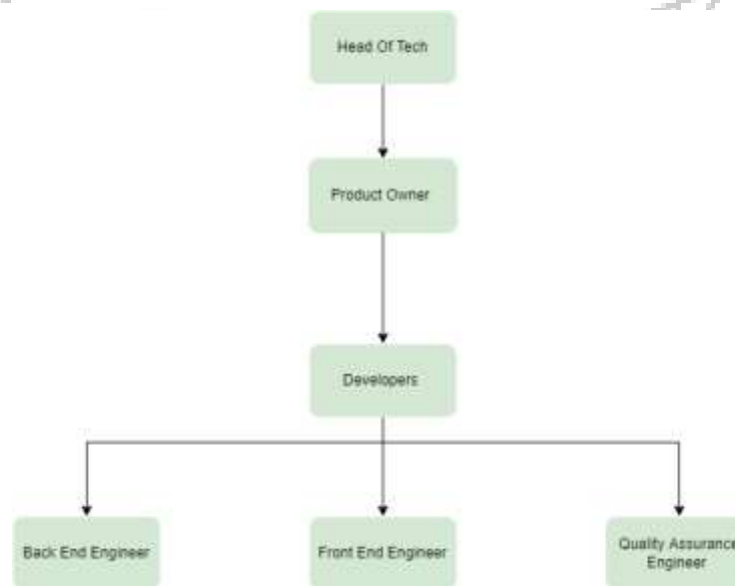 Head Of Tech
Product Owner
Developers
Back End Engineer
Front End Engineer
Quality Assurance
Engineer